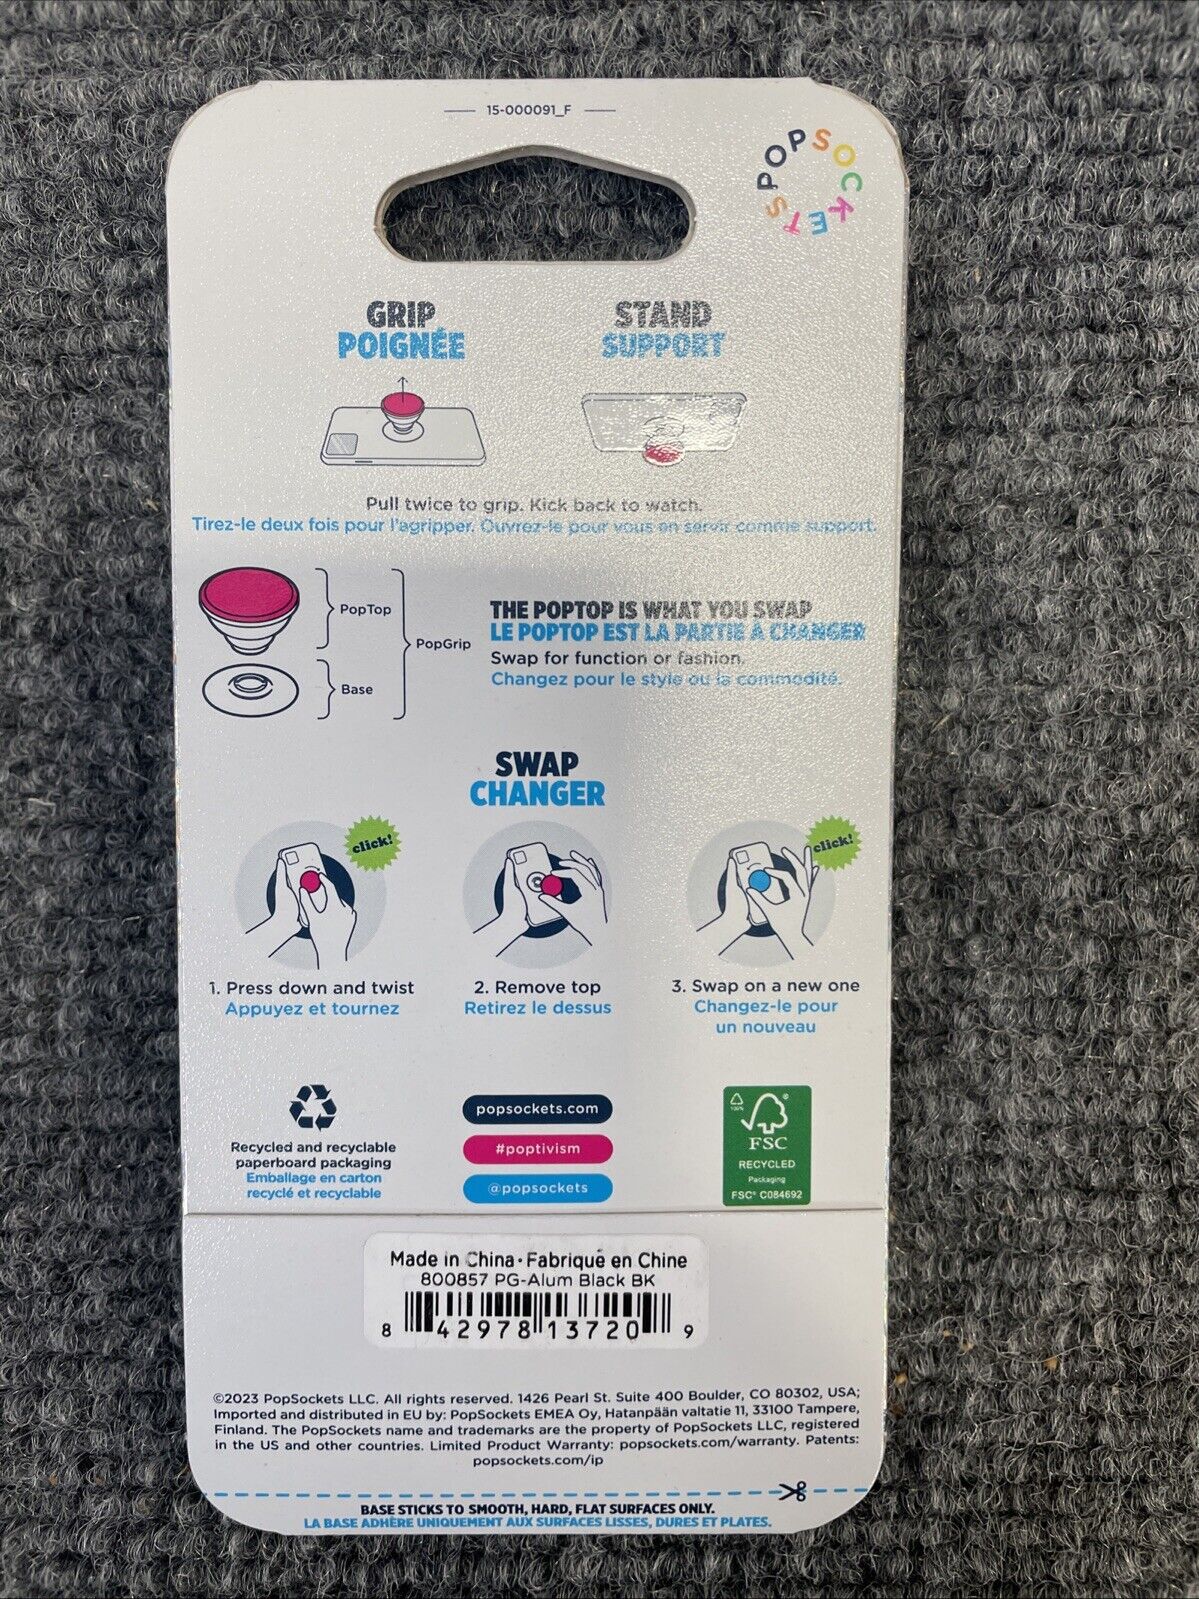 15-000091_F
POPSOCKETS
GRIP
POIGNÉE
STAND
SUPPORT
Pull twice to grip. Kick back to watch.
Tirez-le deux fois pour l'agripper. Ouvrez-le pour vous en servir comme support.
PopTop
PopGrip
Base
THE POPTOP IS WHAT YOU SWAP
LE POPTOP EST LA PARTIE À CHANGER
Swap for function or fashion.
Changez pour le style ou la commodité.
SWAP
CHANGER
click!
click!
1. Press down and twist
Appuyez et tournez
2. Remove top
Retirez le dessus
3. Swap on a new one
Changez-le pour
un nouveau
Recycled and recyclable
paperboard packaging
Emballage en carton
recyclé et recyclable
popsockets.com
#poptivism
@popsockets
100%
FSC
RECYCLED
Packaging
FSC® C084692
Made in China · Fabriqué en Chine
800857 PG-Alum Black BK
8 42978 13720 9
©2023 PopSockets LLC. All rights reserved. 1426 Pearl St. Suite 400 Boulder, CO 80302, USA;
Imported and distributed in EU by: PopSockets EMEA Oy, Hatanpään valtatie 11, 33100 Tampere,
Finland. The PopSockets name and trademarks are the property of PopSockets LLC, registered
in the US and other countries. Limited Product Warranty: popsockets.com/warranty. Patents:
popsockets.com/ip
BASE STICKS TO SMOOTH, HARD, FLAT SURFACES ONLY.
LA BASE ADHÈRE UNIQUEMENT AUX SURFACES LISSES, DURES ET PLATES.